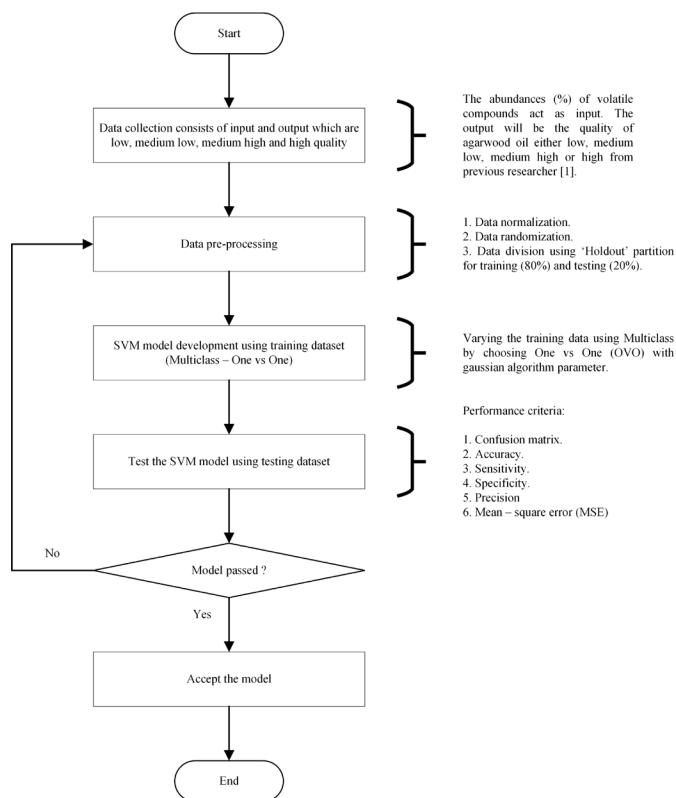 Start
Data collection consists of input and output which are
low, medium low, medium high and high quality
The abundances (%) of volatile
compounds act as input. The
output will be the quality of
agarwood oil either low, medium
low, medium high or high from
previous researcher [1].
Data pre-processing
1. Data normalization.
2. Data randomization.
3. Data division using ‘Holdout’ partition
for training (80%) and testing (20%).
SVM model development using training dataset
(Multiclass – One vs One)
Varying the training data using Multiclass
by choosing One vs One (OVO) with
gaussian algorithm parameter.
Test the SVM model using testing dataset
Performance criteria:
1. Confusion matrix.
2. Accuracy.
3. Sensitivity.
4. Specificity.
5. Precision
6. Mean – square error (MSE)
No
Model passed ?
Yes
Accept the model
End